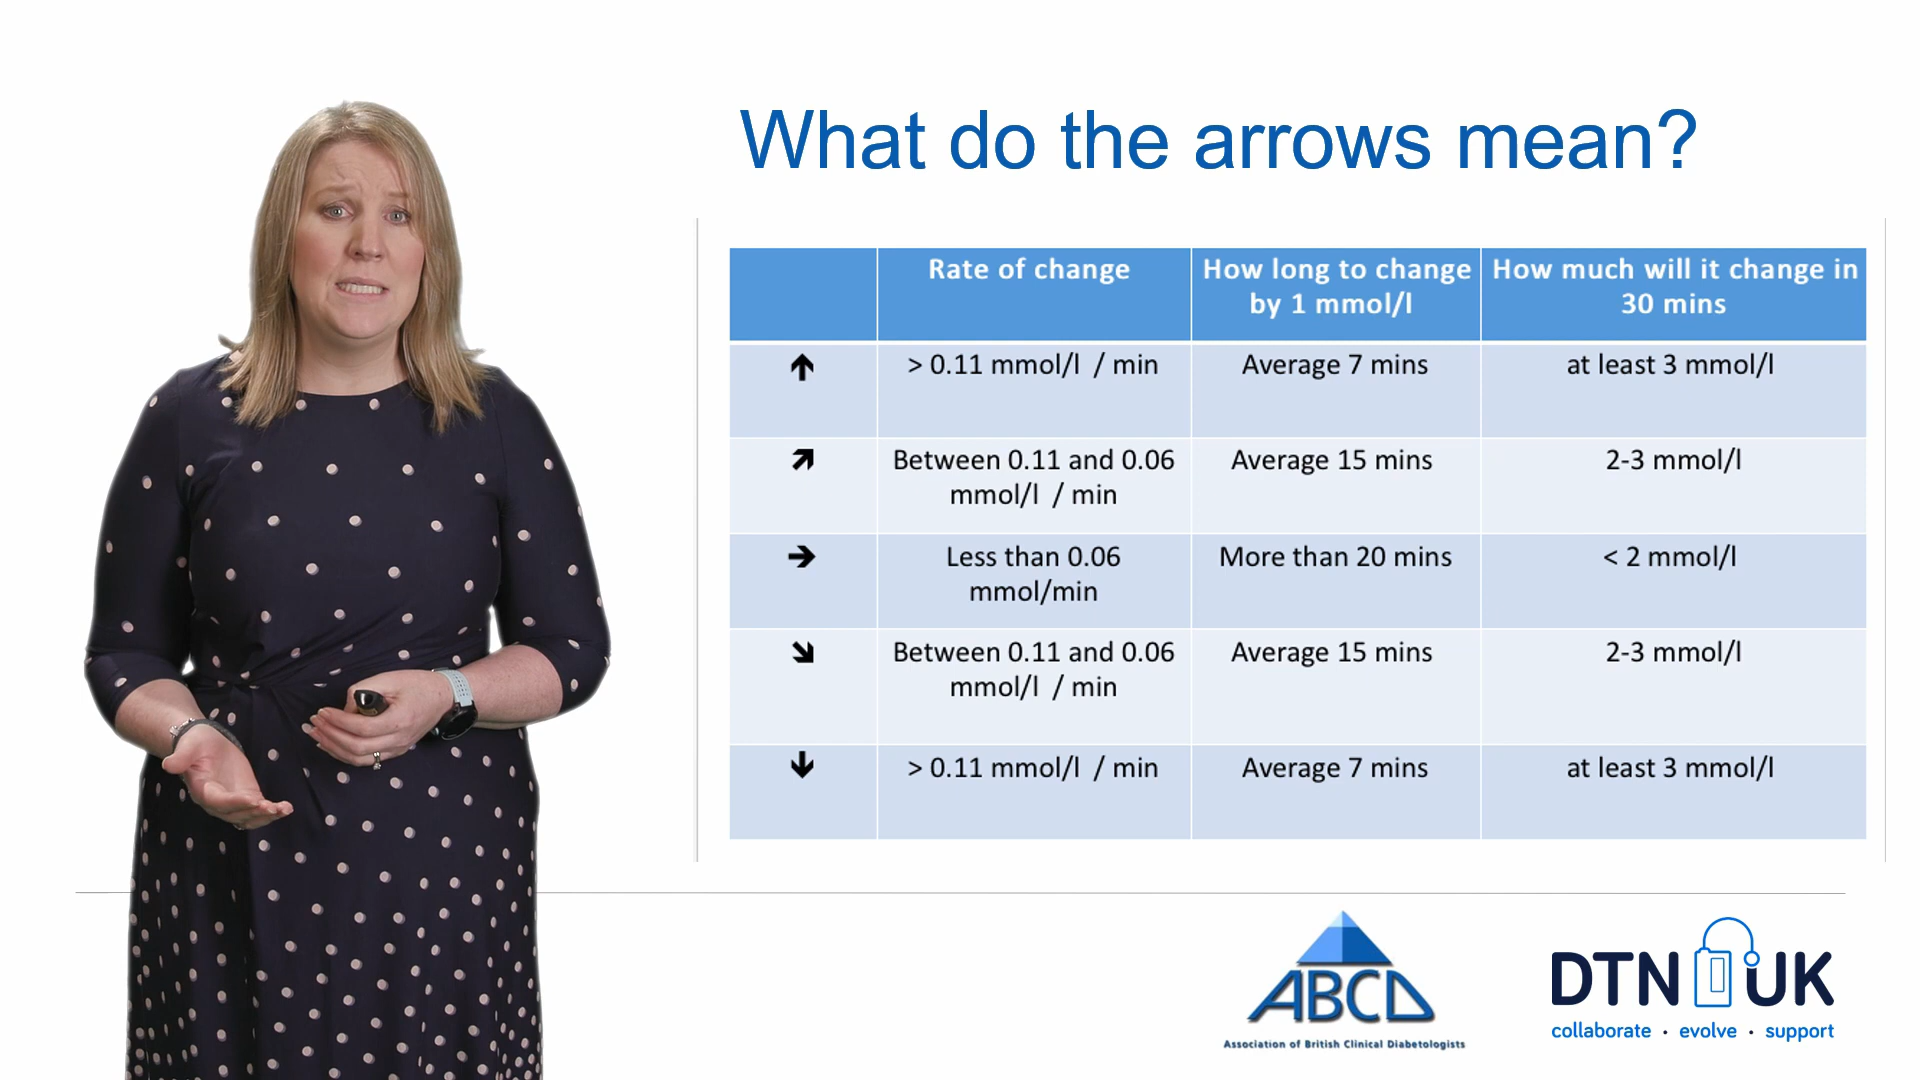 What do the arrows mean?
Rate of change
How long to change
by 1 mmol/l
How much will it change in
30 mins
↑
> 0.11 mmol/l / min
Average 7 mins
at least 3 mmol/l
↗
Between 0.11 and 0.06
mmol/l / min
Average 15 mins
2-3 mmol/l
→
Less than 0.06
mmol/min
More than 20 mins
< 2 mmol/l
↘
Between 0.11 and 0.06
mmol/l / min
Average 15 mins
2-3 mmol/l
↓
> 0.11 mmol/l / min
Average 7 mins
at least 3 mmol/l
ABCD
Association of British Clinical Diabetologists
DTN UK
collaborate · evolve · support